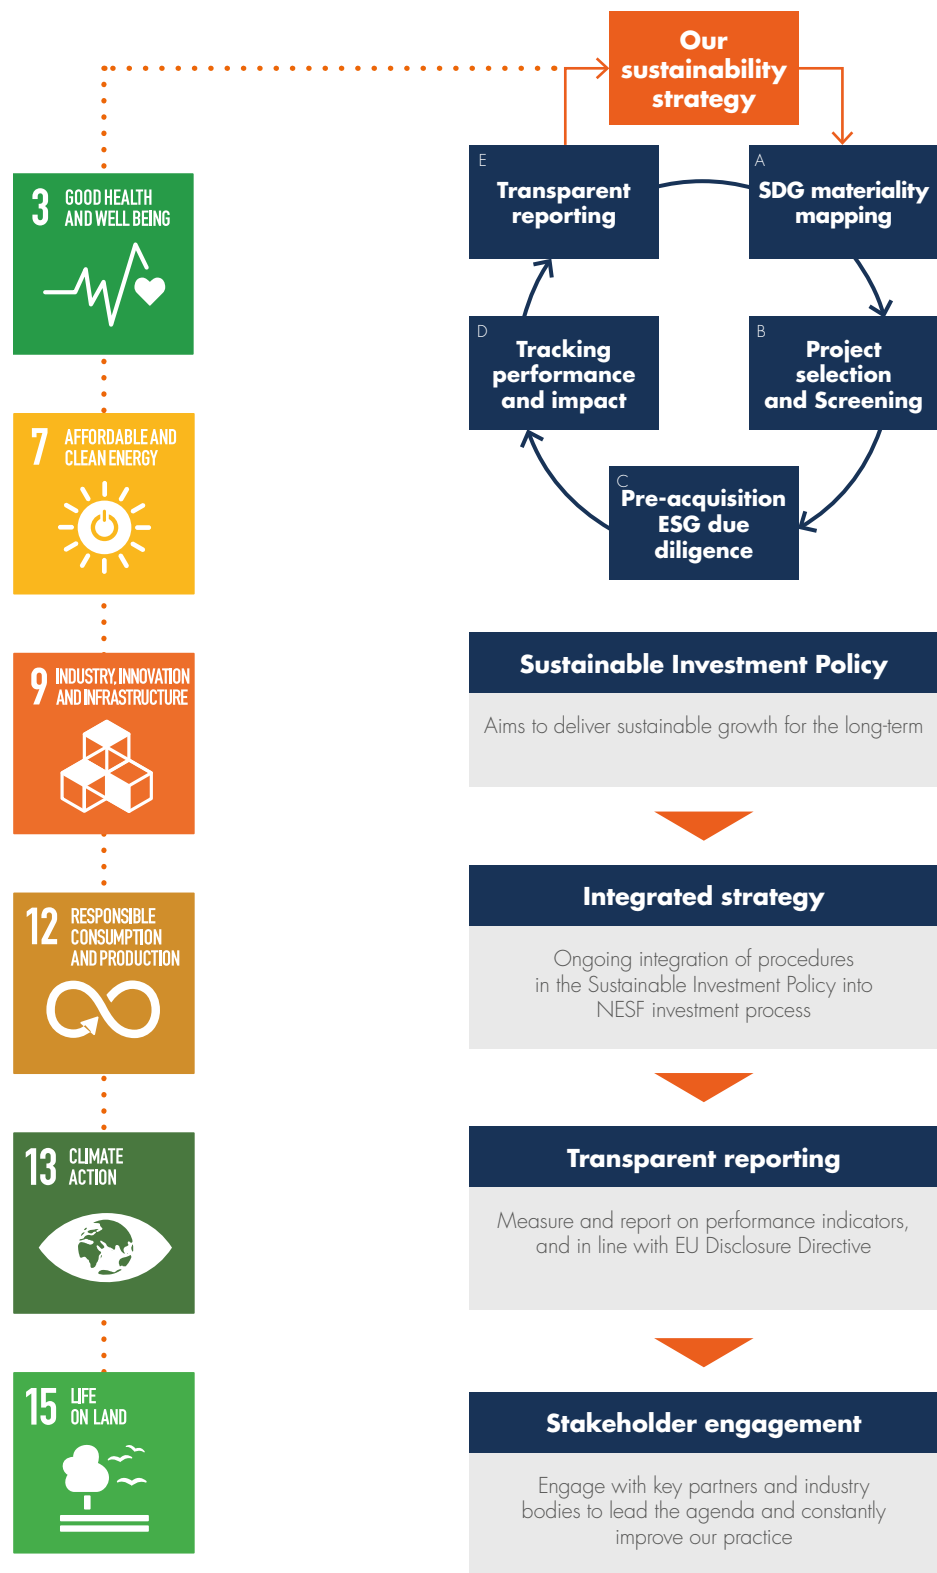 Our
sustainability
strategy
E
Transparent
reporting
A
SDG materiality
mapping
D
Tracking
performance
and impact
B
Project
selection
and Screening
C
Pre-acquisition
ESG due
diligence
3 GOOD HEALTH
AND WELL BEING
7 AFFORDABLE AND
CLEAN ENERGY
9 INDUSTRY, INNOVATION
AND INFRASTRUCTURE
12 RESPONSIBLE
CONSUMPTION
AND PRODUCTION
13 CLIMATE
ACTION
15 LIFE
ON LAND
Sustainable Investment Policy
Aims to deliver sustainable growth for the long-term
Integrated strategy
Ongoing integration of procedures
in the Sustainable Investment Policy into
NESF investment process
Transparent reporting
Measure and report on performance indicators,
and in line with EU Disclosure Directive
Stakeholder engagement
Engage with key partners and industry
bodies to lead the agenda and constantly
improve our practice